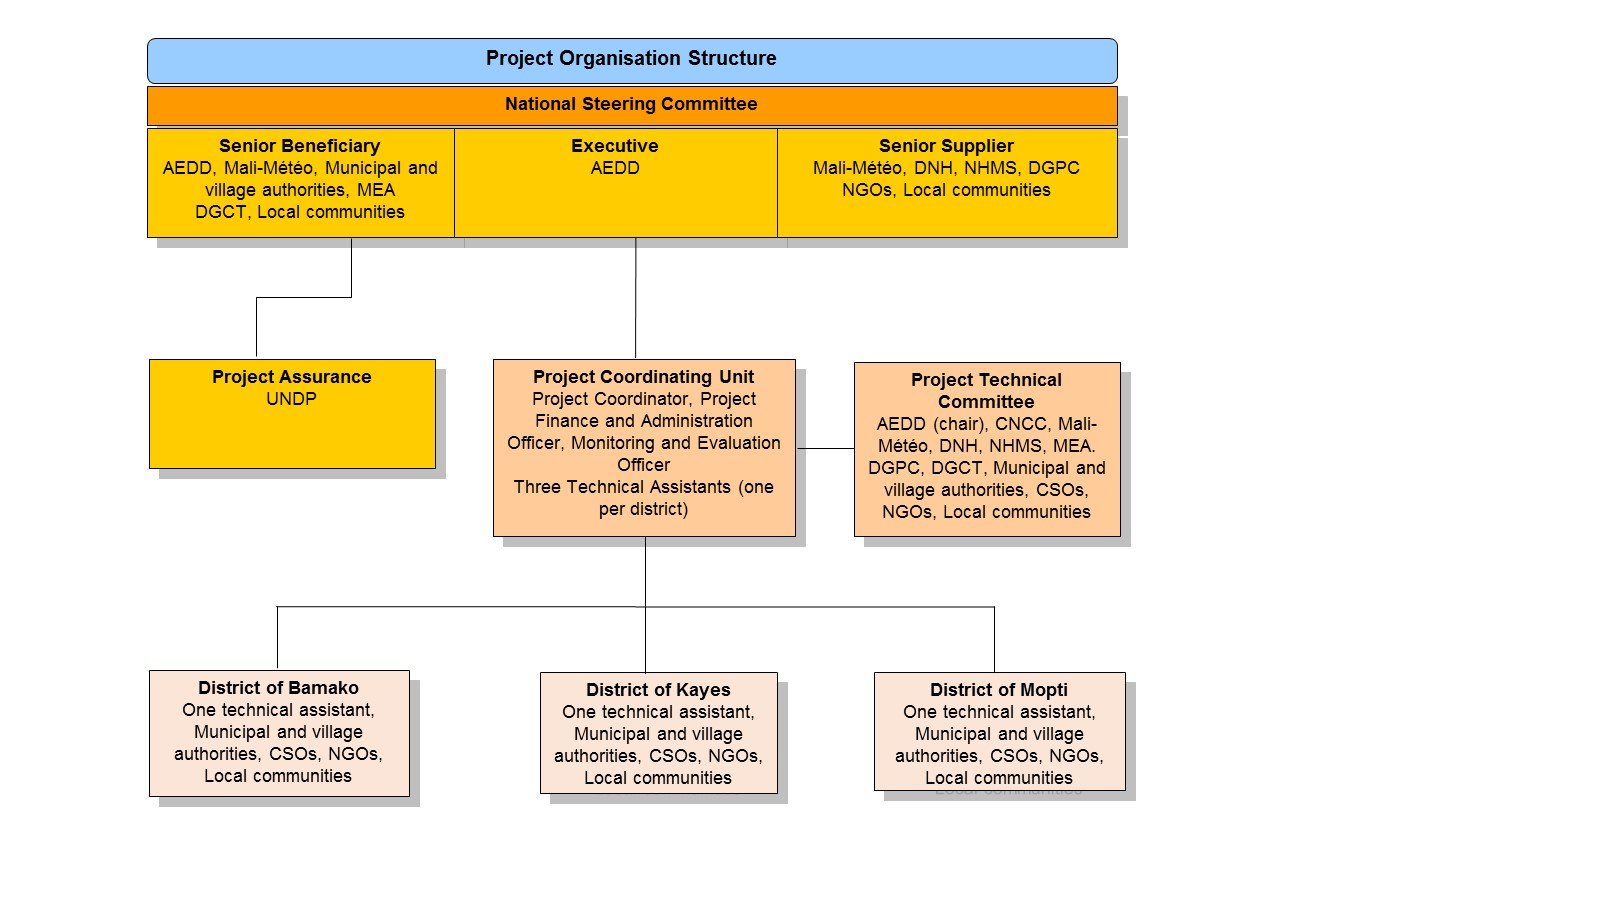 Project Organisation Structure
National Steering Committee
Senior Beneficiary
AEDD, Mali-Météo, Municipal and
village authorities, MEA
DGCT, Local communities
Executive
AEDD
Senior Supplier
Mali-Météo, DNH, NHMS, DGPC
NGOs, Local communities
Project Assurance
UNDP
Project Coordinating Unit
Project Coordinator, Project
Finance and Administration
Officer, Monitoring and Evaluation
Officer
Three Technical Assistants (one
per district)
Project Technical
Committee
AEDD (chair), CNCC, Mali-
Météo, DNH, NHMS, MEA.
DGPC, DGCT, Municipal and
village authorities, CSOs,
NGOs, Local communities
District of Bamako
One technical assistant,
Municipal and village
authorities, CSOs, NGOs,
Local communities
District of Kayes
One technical assistant,
Municipal and village
authorities, CSOs, NGOs,
Local communities
District of Mopti
One technical assistant,
Municipal and village
authorities, CSOs, NGOs,
Local communities